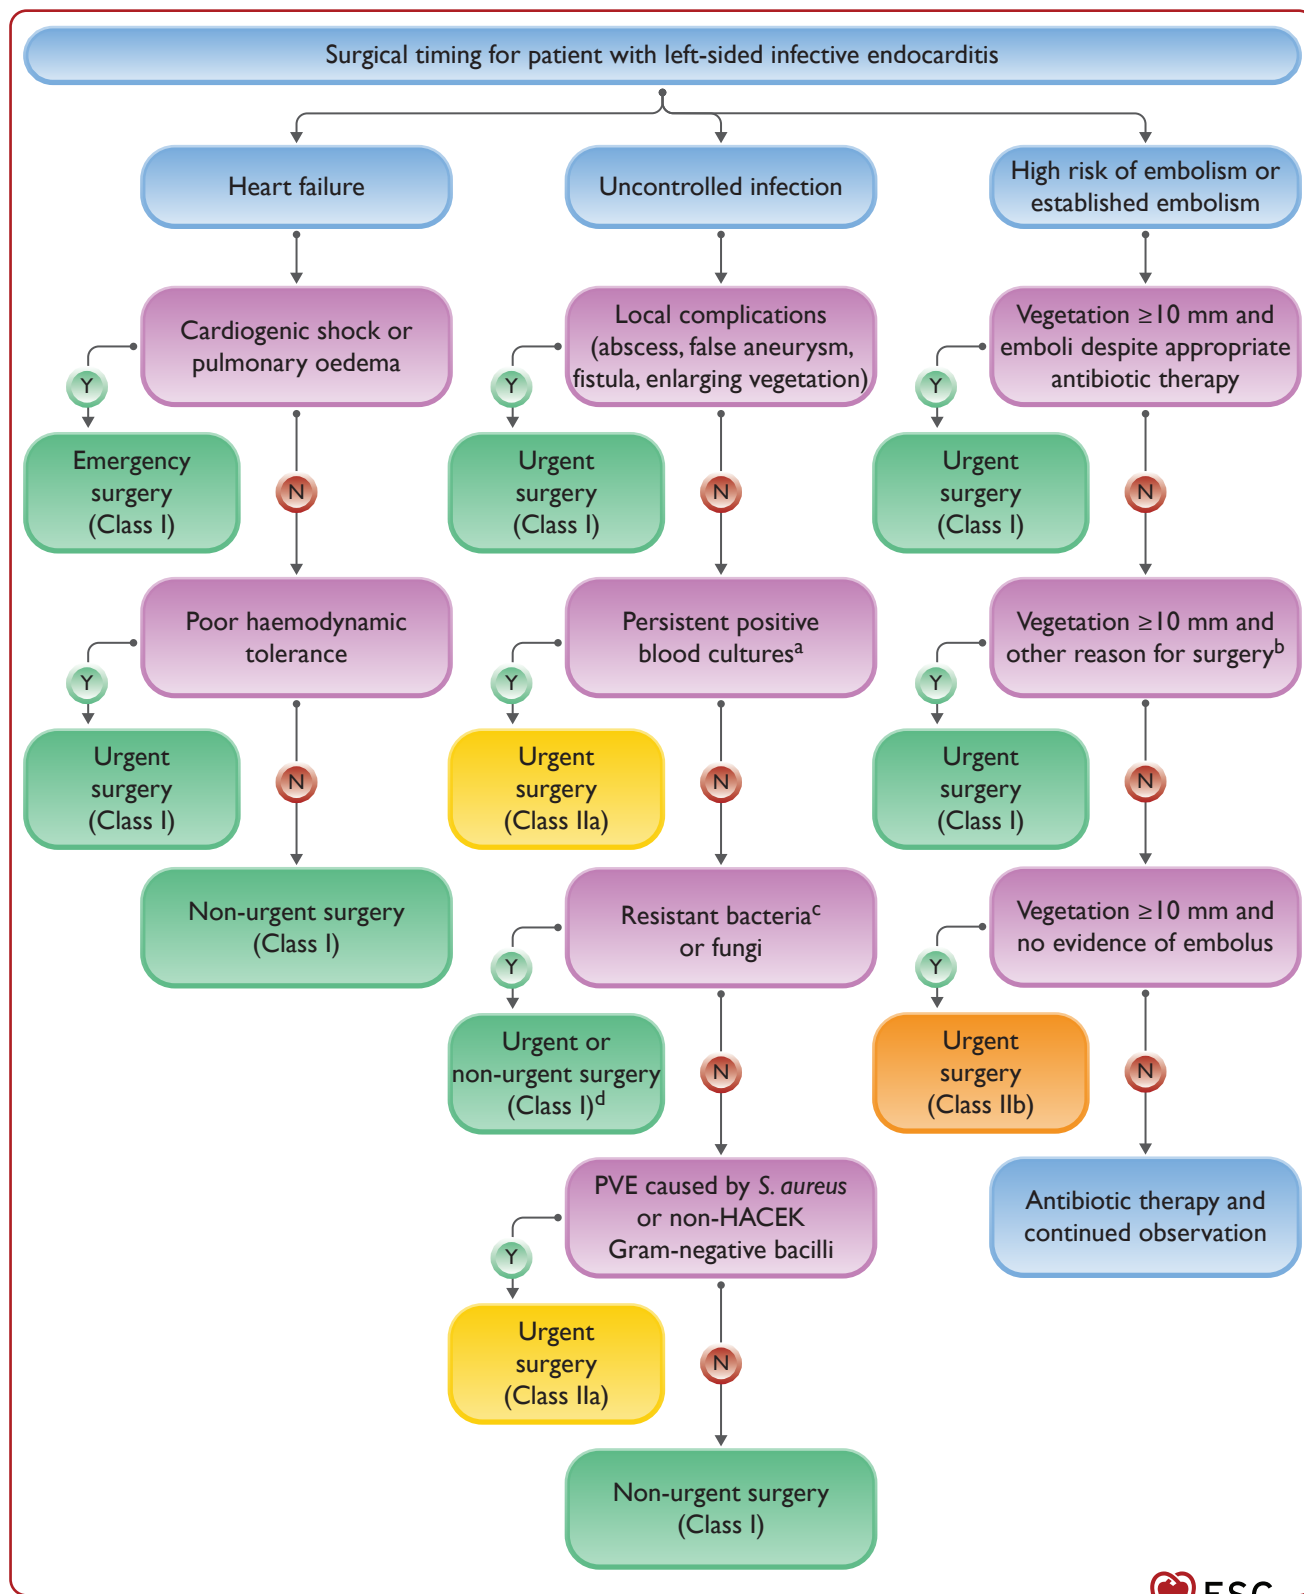 Surgical timing for patient with left-sided infective endocarditis
Heart failure
Uncontrolled infection
High risk of embolism or
established embolism
Cardiogenic shock or
pulmonary oedema
Local complications
(abscess, false aneurysm,
fistula, enlarging vegetation)
Vegetation ≥10 mm and
emboli despite appropriate
antibiotic therapy
Y
Y
Y
Emergency
surgery
(Class I)
N
Urgent
surgery
(Class I)
N
Urgent
surgery
(Class I)
N
Poor haemodynamic
tolerance
Persistent positive
blood culturesᵃ
Vegetation ≥10 mm and
other reason for surgeryᵇ
Y
Y
Y
Urgent
surgery
(Class I)
N
Urgent
surgery
(Class IIa)
N
Urgent
surgery
(Class I)
N
Non-urgent surgery
(Class I)
Resistant bacteriaᶜ
or fungi
Vegetation ≥10 mm and
no evidence of embolus
Y
Y
Urgent or
non-urgent surgery
(Class I)ᵈ
N
Urgent
surgery
(Class IIb)
N
PVE caused by S. aureus
or non-HACEK
Gram-negative bacilli
Antibiotic therapy and
continued observation
Y
Urgent
surgery
(Class IIa)
N
Non-urgent surgery
(Class I)
ESC